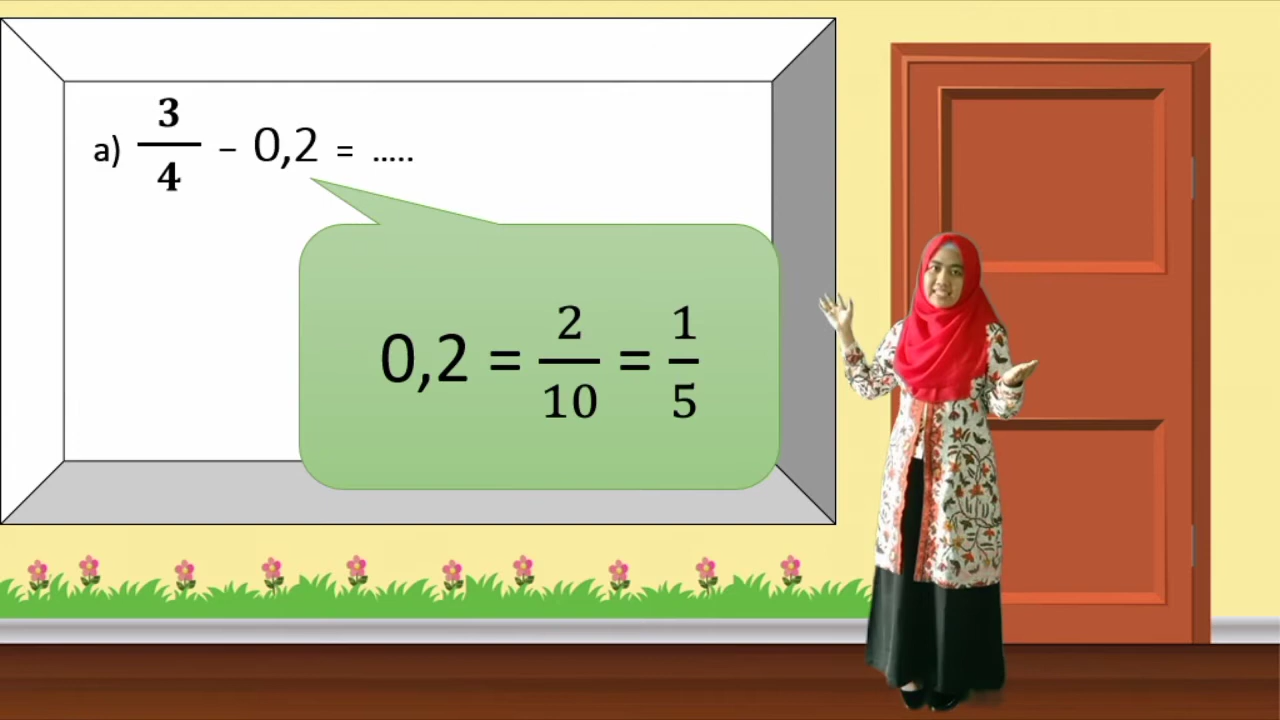 a) 3/4 – 0,2 = .....
0,2 = 2/10 = 1/5